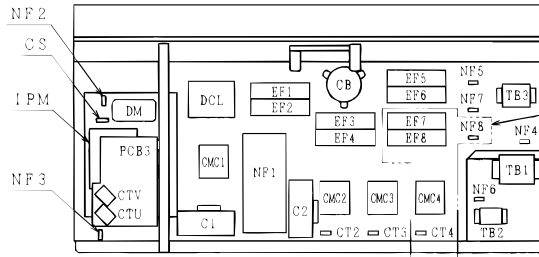 NF2
CS
IPM
NF3
DM
PCB3
CTV
CTU
DCL
CMC1
C1
EF1
EF2
NF1
C2
CB
EF3
EF4
EF5
EF6
EF7
EF8
CMC2
CMC3
CMC4
CT2
CT3
CT4
NF5
NF7
NF8
TB3
NF4
TB1
NF6
TB2